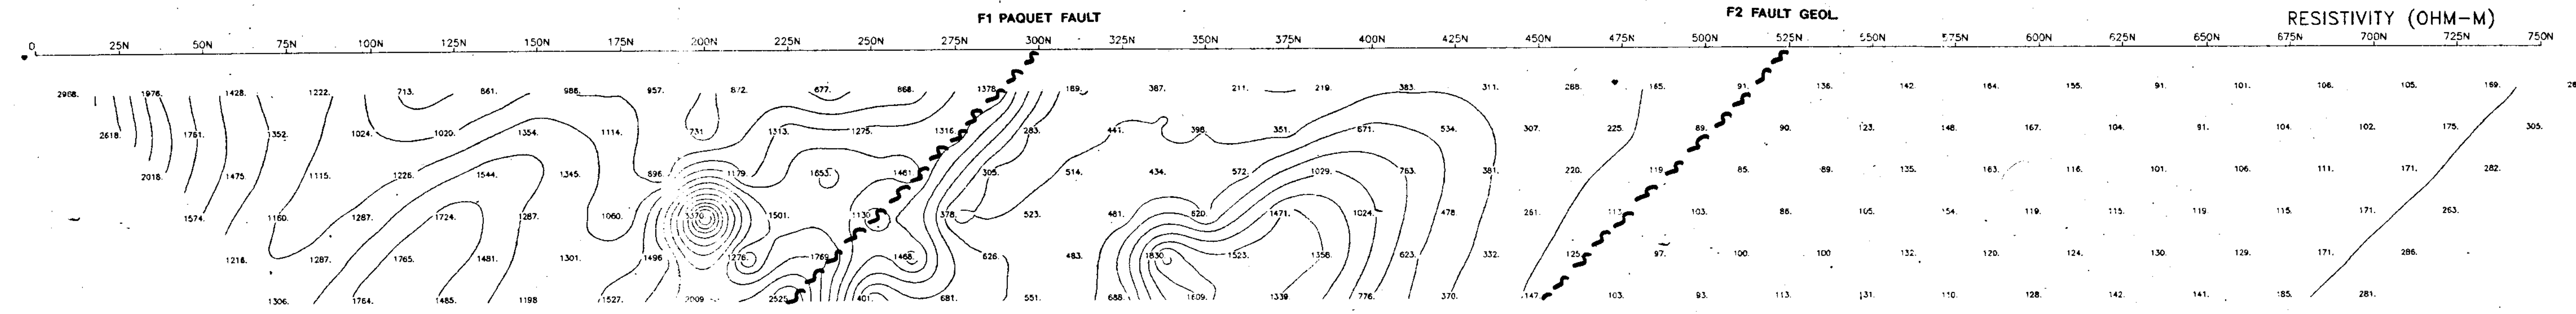 F1 PAQUET FAULT F2 FAULT GEOL. RESISTIVITY (OHM-M)
0 25N 50N 75N 100N 125N 150N 175N 200N 225N 250N 275N 300N 325N 350N 375N 400N 425N 450N 475N 500N 525N 550N 575N 600N 625N 650N 675N 700N 725N 750N
2968. 1976. 1428. 1222. 713. 861. 986. 957. 872. 677. 868. 1378. 169. 387. 211. 219. 383. 311. 288. 165. 91. 136. 142. 164. 155. 91. 101. 106. 105. 169.
2618. 1761. 1352. 1024. 1020. 1354. 1114. 731. 1313. 1275. 1316. 283. 441. 398. 351. 671. 534. 307. 225. 89. 90. 123. 148. 167. 104. 91. 104. 102. 175. 305.
2018. 1475. 1115. 1226. 1544. 1345. 896. 1179. 1653. 1461. 305. 514. 434. 572. 1029. 763. 381. 220. 119. 85. 89. 135. 163. 116. 101. 106. 111. 171. 282.
1574. 1160. 1287. 1724. 1287. 1060. 1501. 1130. 378. 523. 481. 620. 1471. 1024. 478. 261. 113. 103. 86. 105. 154. 119. 115. 119. 115. 171. 263.
1216. 1287. 1765. 1481. 1301. 1496. 1276. 1769. 1468. 626. 483. 1830. 1523. 1356. 623. 332. 125. 97. 100. 100 132. 120. 124. 130. 129. 171. 286.
1306. 1764. 1485. 1198 1527. 2009 2525. 401. 681. 551. 688. 1609. 1339. 776. 370. 147. 103. 93. 113. 131. 110. 128. 142. 141. 185. 281.